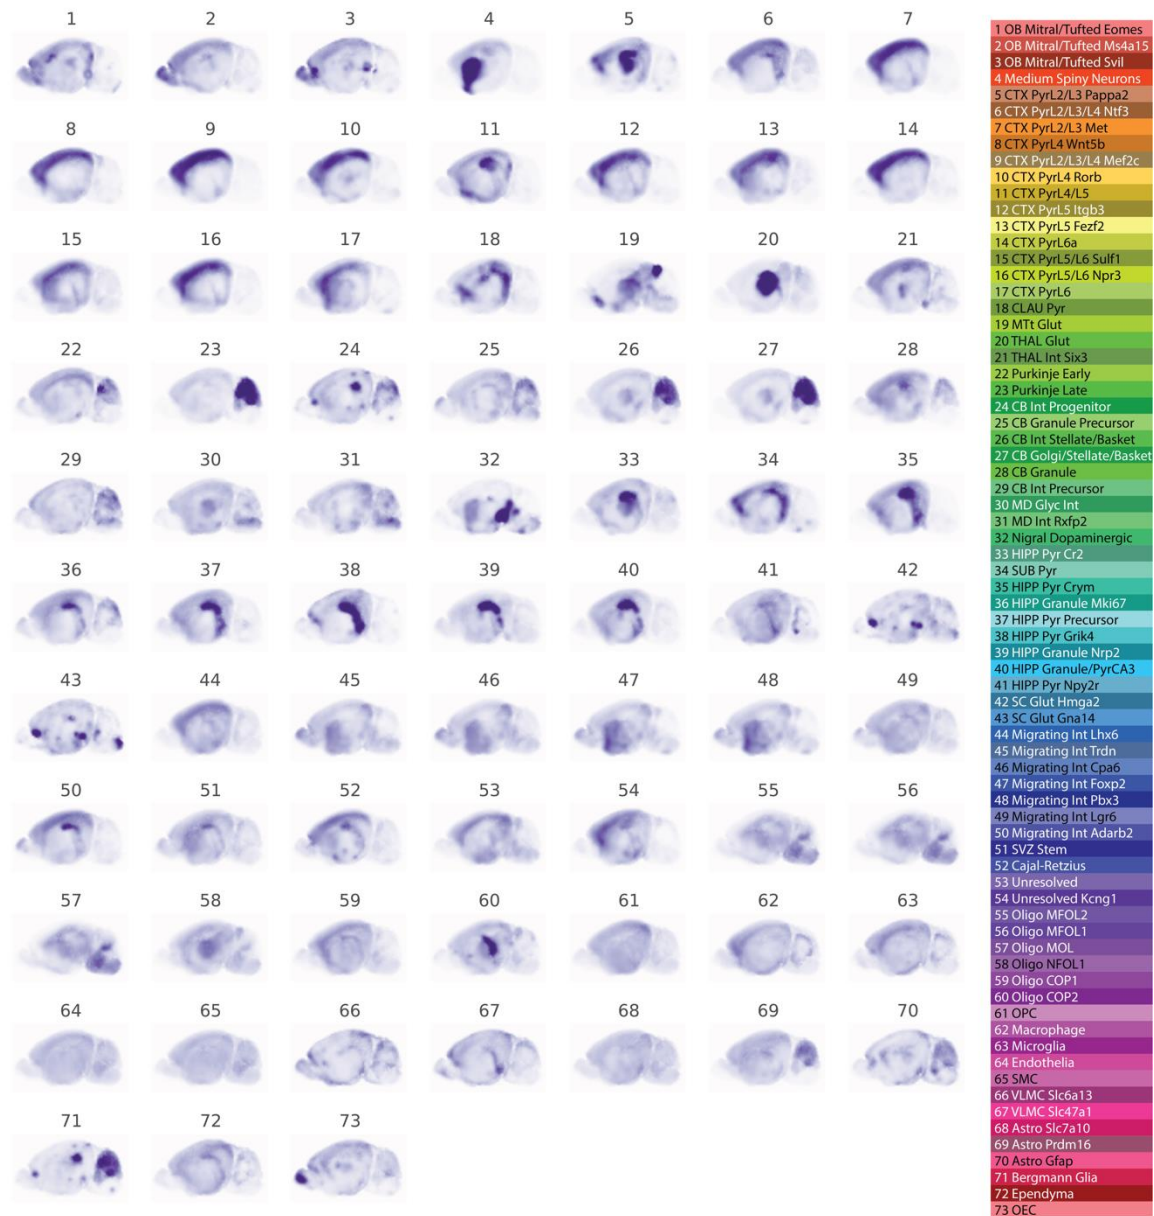 1 2 3 4 5 6 7
8 9 10 11 12 13 14
15 16 17 18 19 20 21
22 23 24 25 26 27 28
29 30 31 32 33 34 35
36 37 38 39 40 41 42
43 44 45 46 47 48 49
50 51 52 53 54 55 56
57 58 59 60 61 62 63
64 65 66 67 68 69 70
71 72 73
1 OB Mitral/Tufted Eomes
2 OB Mitral/Tufted Ms4a15
3 OB Mitral/Tufted Svil
4 Medium Spiny Neurons
5 CTX PyrL2/L3 Pappa2
6 CTX PyrL2/L3/L4 Ntf3
7 CTX PyrL2/L3 Met
8 CTX PyrL4 Wnt5b
9 CTX PyrL2/L3/L4 Mef2c
10 CTX PyrL4 Rorb
11 CTX PyrL4/L5
12 CTX PyrL5 Itgb3
13 CTX PyrL5 Fezf2
14 CTX PyrL6a
15 CTX PyrL5/L6 Sulf1
16 CTX PyrL5/L6 Npr3
17 CTX PyrL6
18 CLAU Pyr
19 MTt Glut
20 THAL Glut
21 THAL Int Six3
22 Purkinje Early
23 Purkinje Late
24 CB Int Progenitor
25 CB Granule Precursor
26 CB Int Stellate/Basket
27 CB Golgi/Stellate/Basket
28 CB Granule
29 CB Int Precursor
30 MD Glyc Int
31 MD Int Rxfp2
32 Nigral Dopaminergic
33 HIPP Pyr Cr2
34 SUB Pyr
35 HIPP Pyr Crym
36 HIPP Granule Mki67
37 HIPP Pyr Precursor
38 HIPP Pyr Grik4
39 HIPP Granule Nrp2
40 HIPP Granule/PyrCA3
41 HIPP Pyr Npy2r
42 SC Glut Hmga2
43 SC Glut Gna14
44 Migrating Int Lhx6
45 Migrating Int Trdn
46 Migrating Int Cpa6
47 Migrating Int Foxp2
48 Migrating Int Pbx3
49 Migrating Int Lgr6
50 Migrating Int Adarb2
51 SVZ Stem
52 Cajal-Retzius
53 Unresolved
54 Unresolved Kcng1
55 Oligo MFOL2
56 Oligo MFOL1
57 Oligo MOL
58 Oligo NFOL1
59 Oligo COP1
60 Oligo COP2
61 OPC
62 Macrophage
63 Microglia
64 Endothelia
65 SMC
66 VLMC Slc6a13
67 VLMC Slc47a1
68 Astro Slc7a10
69 Astro Prdm16
70 Astro Gfap
71 Bergmann Glia
72 Ependyma
73 OEC